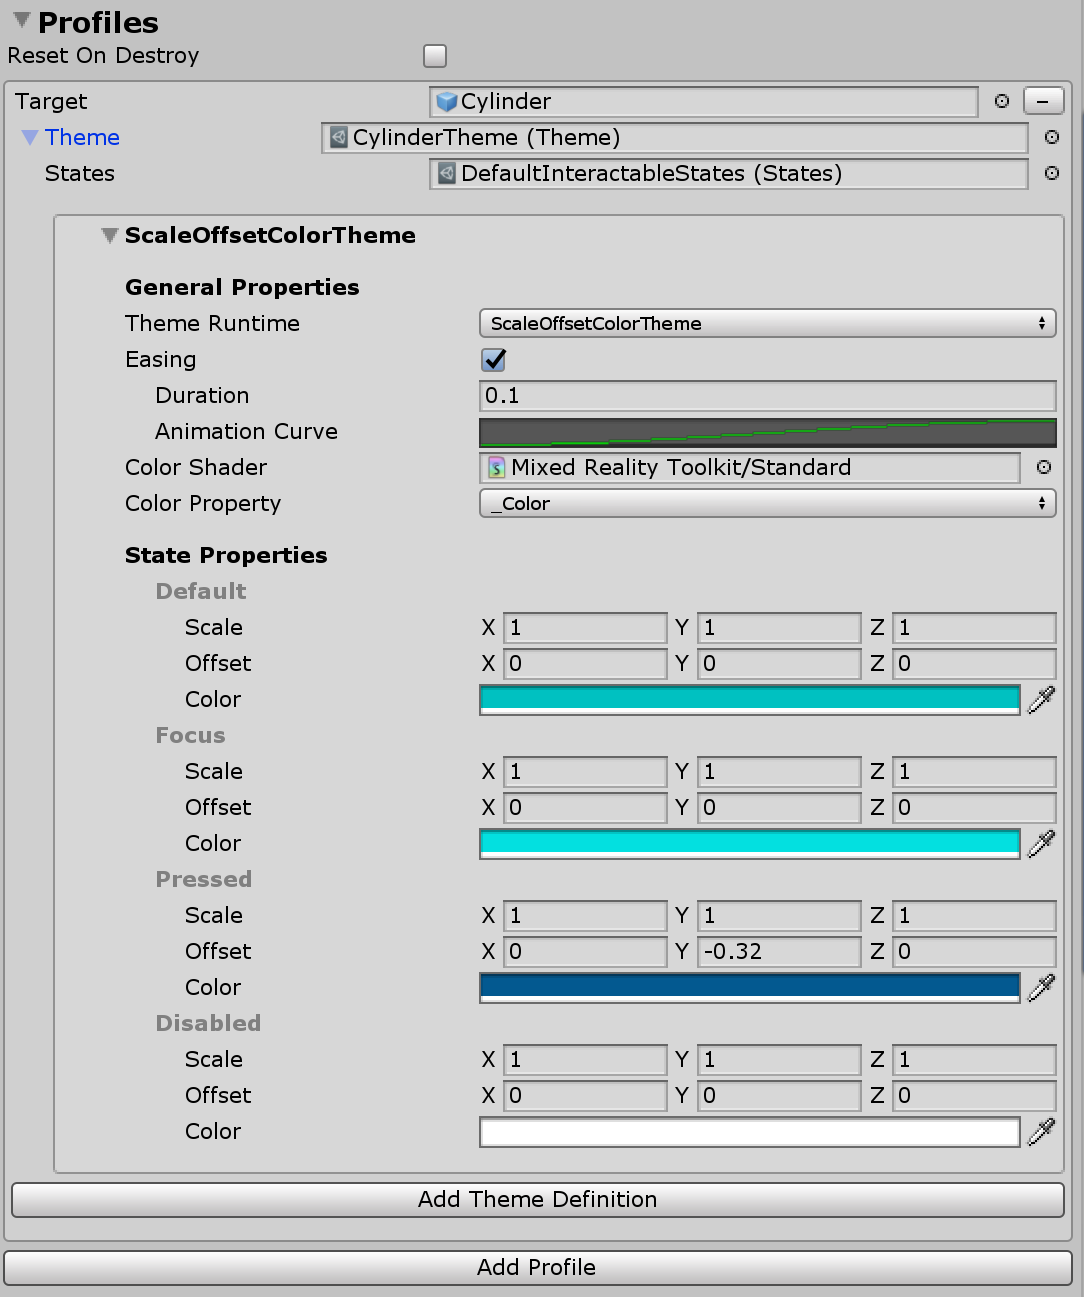 Profiles
Reset On Destroy
Target Cylinder
Theme CylinderTheme (Theme)
States DefaultInteractableStates (States)
ScaleOffsetColorTheme
General Properties
Theme Runtime ScaleOffsetColorTheme
Easing
Duration 0.1
Animation Curve
Color Shader Mixed Reality Toolkit/Standard
Color Property _Color
State Properties
Default
Scale X 1 Y 1 Z 1
Offset X 0 Y 0 Z 0
Color
Focus
Scale X 1 Y 1 Z 1
Offset X 0 Y 0 Z 0
Color
Pressed
Scale X 1 Y 1 Z 1
Offset X 0 Y -0.32 Z 0
Color
Disabled
Scale X 1 Y 1 Z 1
Offset X 0 Y 0 Z 0
Color
Add Theme Definition
Add Profile